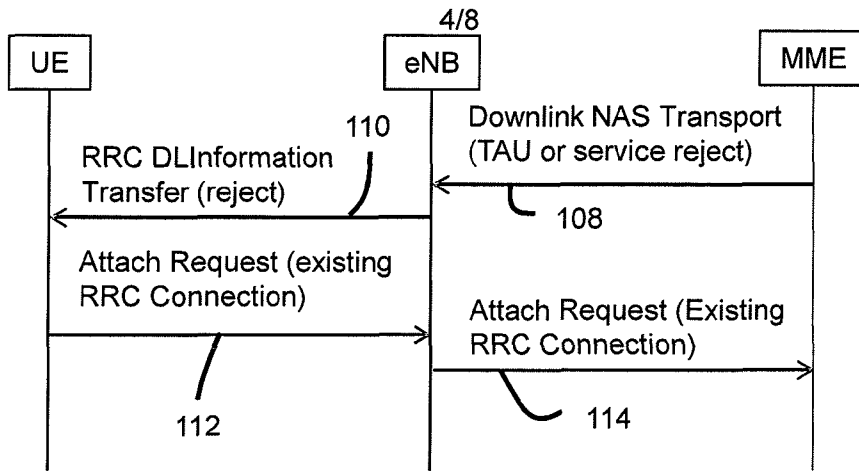 4/8
UE
eNB
MME
110
Downlink NAS Transport
(TAU or service reject)
RRC DLInformation
Transfer (reject)
108
Attach Request (existing
RRC Connection)
Attach Request (Existing
RRC Connection)
112
114